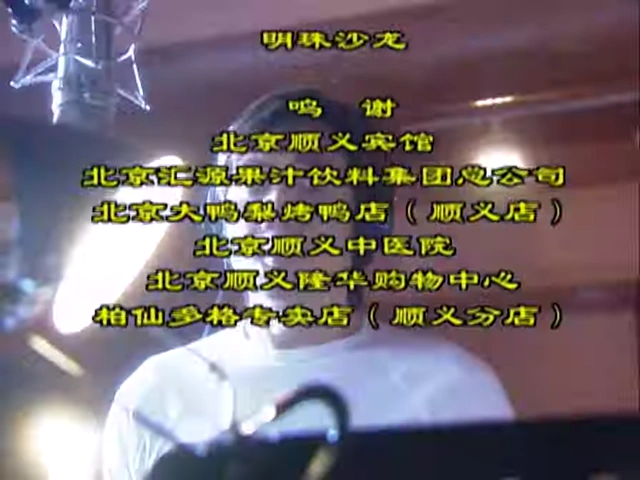 明珠沙龙
鸣 谢
北京顺义宾馆
北京汇源果汁饮料集团总公司
北京大鸭梨烤鸭店（顺义店）
北京顺义中医院
北京顺义隆华购物中心
柏仙多格专卖店（顺义分店）